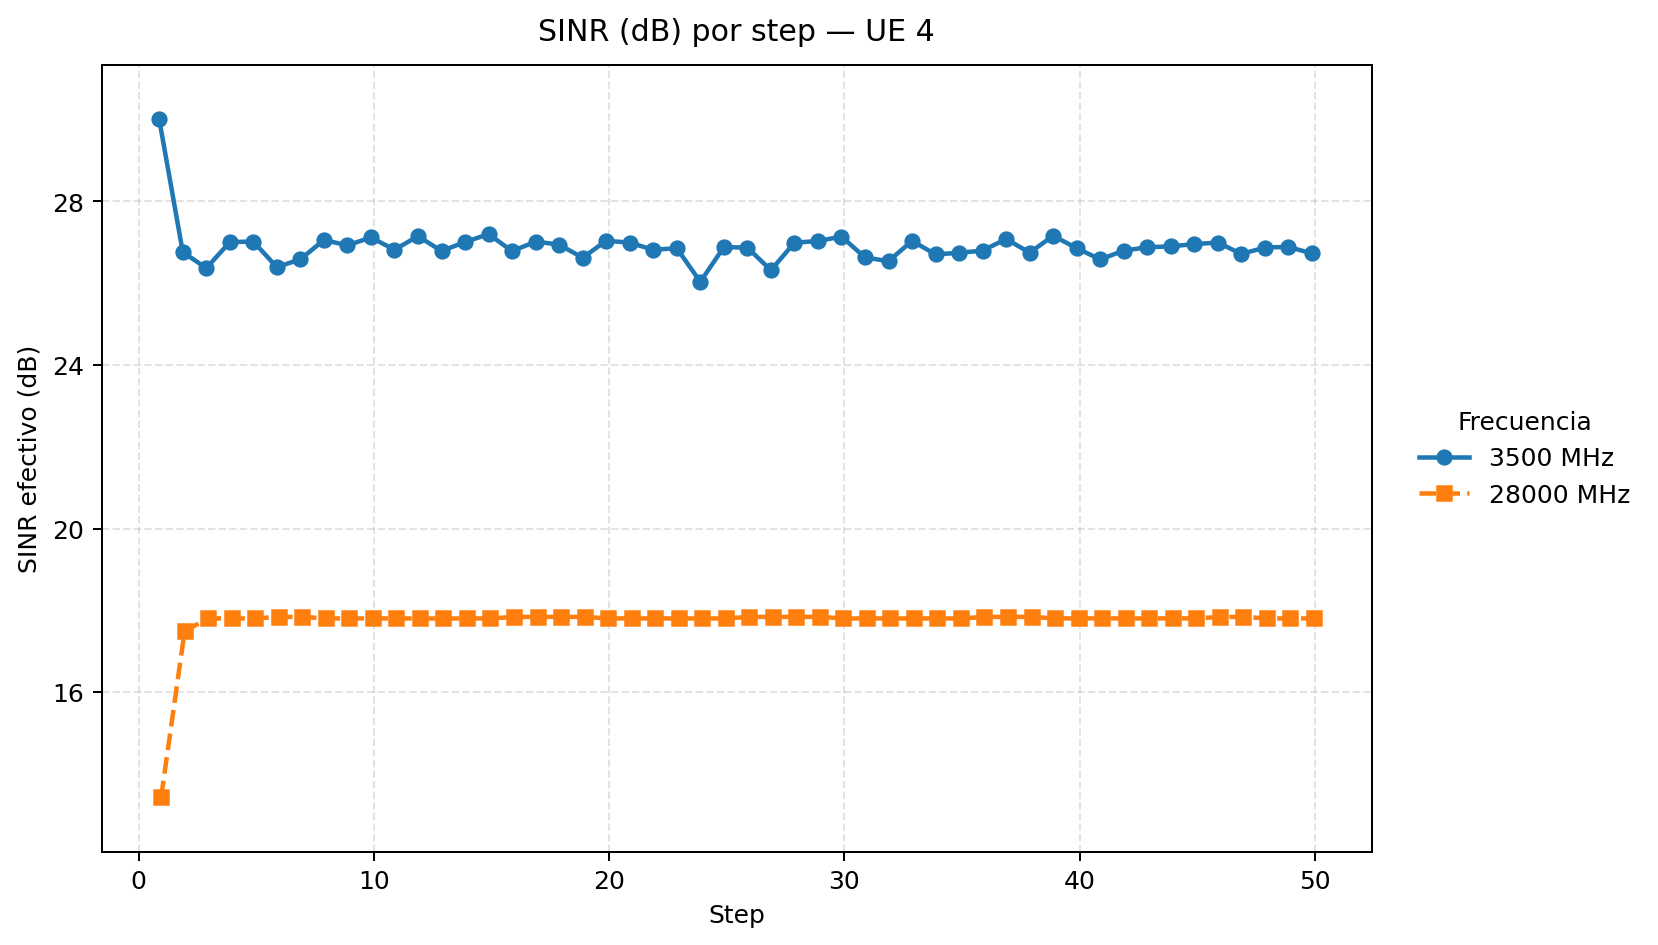 SINR (dB) por step — UE 4
SINR efectivo (dB)
28
24
20
16
0 10 20 30 40 50
Step
Frecuencia
3500 MHz
28000 MHz